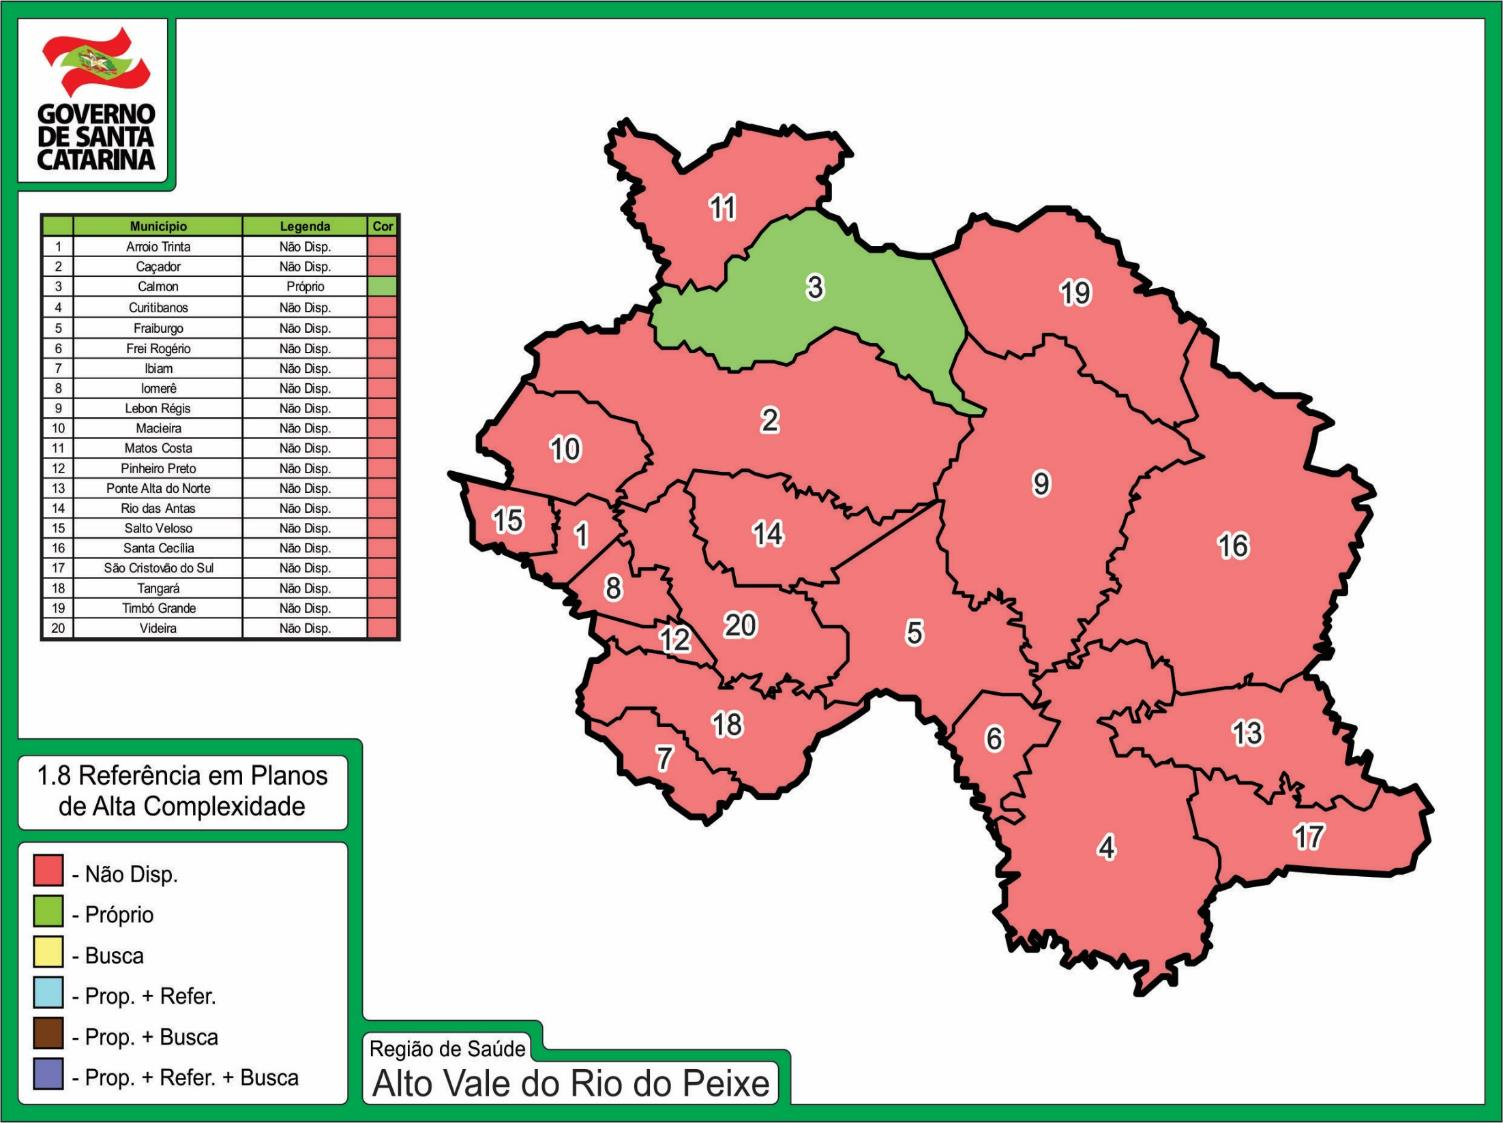 GOVERNO
DE SANTA
CATARINA
Município Legenda Cor
1 Arroio Trinta Não Disp.
2 Caçador Não Disp.
3 Calmon Próprio
4 Curitibanos Não Disp.
5 Fraiburgo Não Disp.
6 Frei Rogério Não Disp.
7 Ibiam Não Disp.
8 Iomerê Não Disp.
9 Lebon Régis Não Disp.
10 Macieira Não Disp.
11 Matos Costa Não Disp.
12 Pinheiro Preto Não Disp.
13 Ponte Alta do Norte Não Disp.
14 Rio das Antas Não Disp.
15 Salto Veloso Não Disp.
16 Santa Cecília Não Disp.
17 São Cristovão do Sul Não Disp.
18 Tangará Não Disp.
19 Timbó Grande Não Disp.
20 Videira Não Disp.
11
3
19
2
10
9
15
1
14
16
8
20
5
12
18
6
13
7
17
4
1.8 Referência em Planos
de Alta Complexidade
- Não Disp.
- Próprio
- Busca
- Prop. + Refer.
- Prop. + Busca
- Prop. + Refer. + Busca
Região de Saúde
Alto Vale do Rio do Peixe